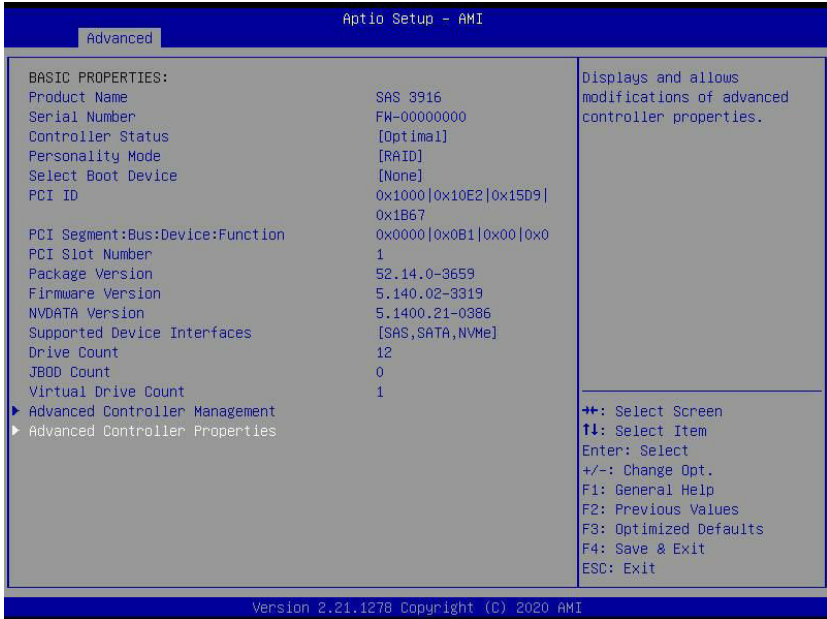 Aptio Setup – AMI
Advanced
BASIC PROPERTIES:
Product Name SAS 3916
Serial Number FW-00000000
Controller Status [Optimal]
Personality Mode [RAID]
Select Boot Device [None]
PCI ID 0x1000|0x10E2|0x15D9|
0x1B67
PCI Segment:Bus:Device:Function 0x0000|0x0B1|0x00|0x0
PCI Slot Number 1
Package Version 52.14.0-3659
Firmware Version 5.140.02-3319
NVDATA Version 5.1400.21-0386
Supported Device Interfaces [SAS,SATA,NVMe]
Drive Count 12
JBOD Count 0
Virtual Drive Count 1
Advanced Controller Management
Advanced Controller Properties
Displays and allows
modifications of advanced
controller properties.
→←: Select Screen
↑↓: Select Item
Enter: Select
+/-: Change Opt.
F1: General Help
F2: Previous Values
F3: Optimized Defaults
F4: Save & Exit
ESC: Exit
Version 2.21.1278 Copyright (C) 2020 AMI